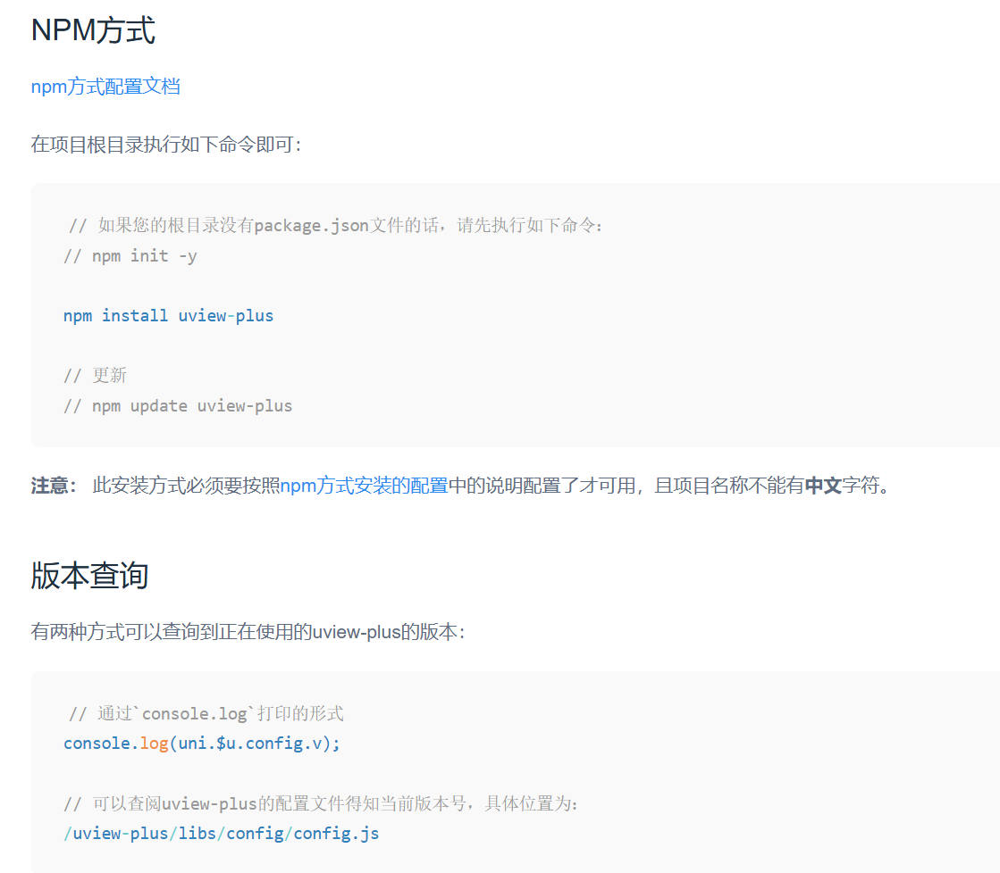 NPM方式
npm方式配置文档
在项目根目录执行如下命令即可：
// 如果您的根目录没有package.json文件的话，请先执行如下命令：
// npm init -y
npm install uview-plus
// 更新
// npm update uview-plus
注意： 此安装方式必须要按照npm方式安装的配置中的说明配置了才可用，且项目名称不能有中文字符。
版本查询
有两种方式可以查询到正在使用的uview-plus的版本：
// 通过`console.log`打印的形式
console.log(uni.$u.config.v);
// 可以查阅uview-plus的配置文件得知当前版本号，具体位置为：
/uview-plus/libs/config/config.js